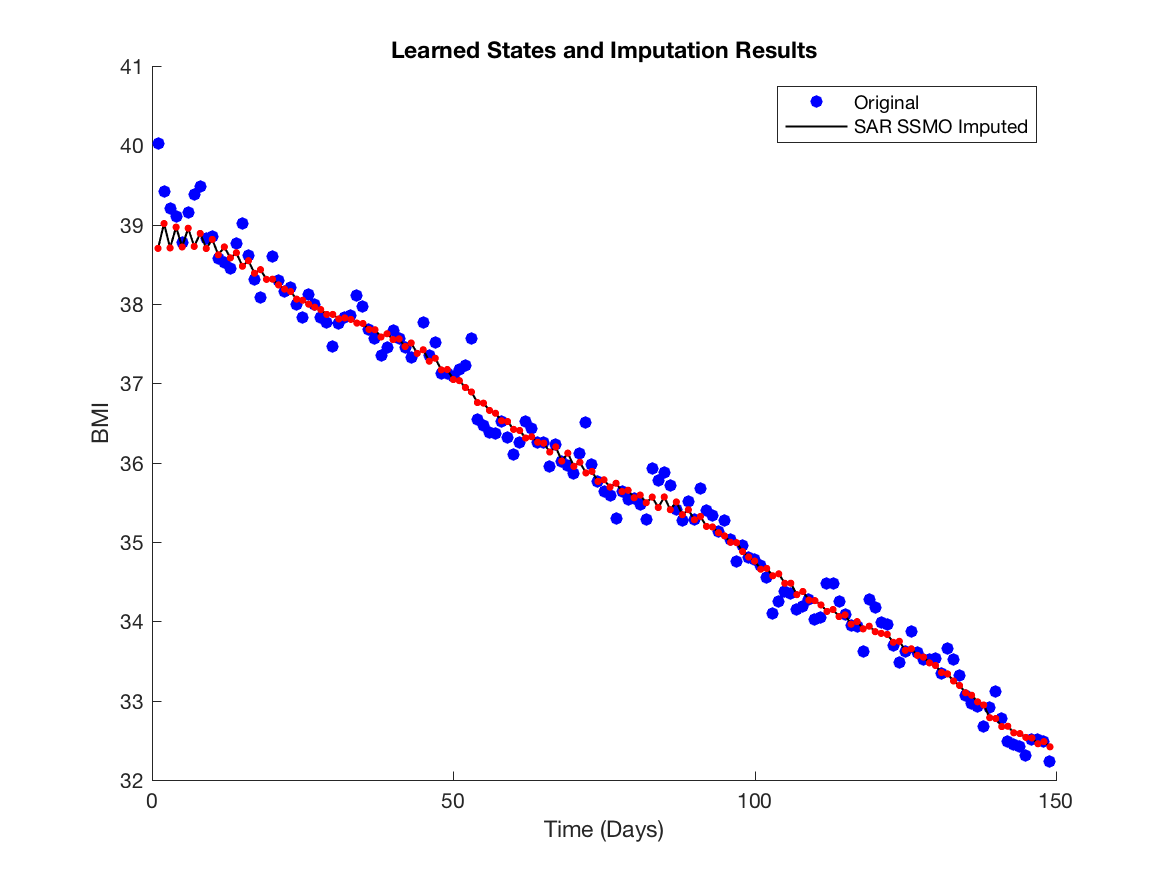 Learned States and Imputation Results
Original
SAR SSMO Imputed
41
40
39
38
37
36
35
34
33
32
BMI
0
50
100
150
Time (Days)